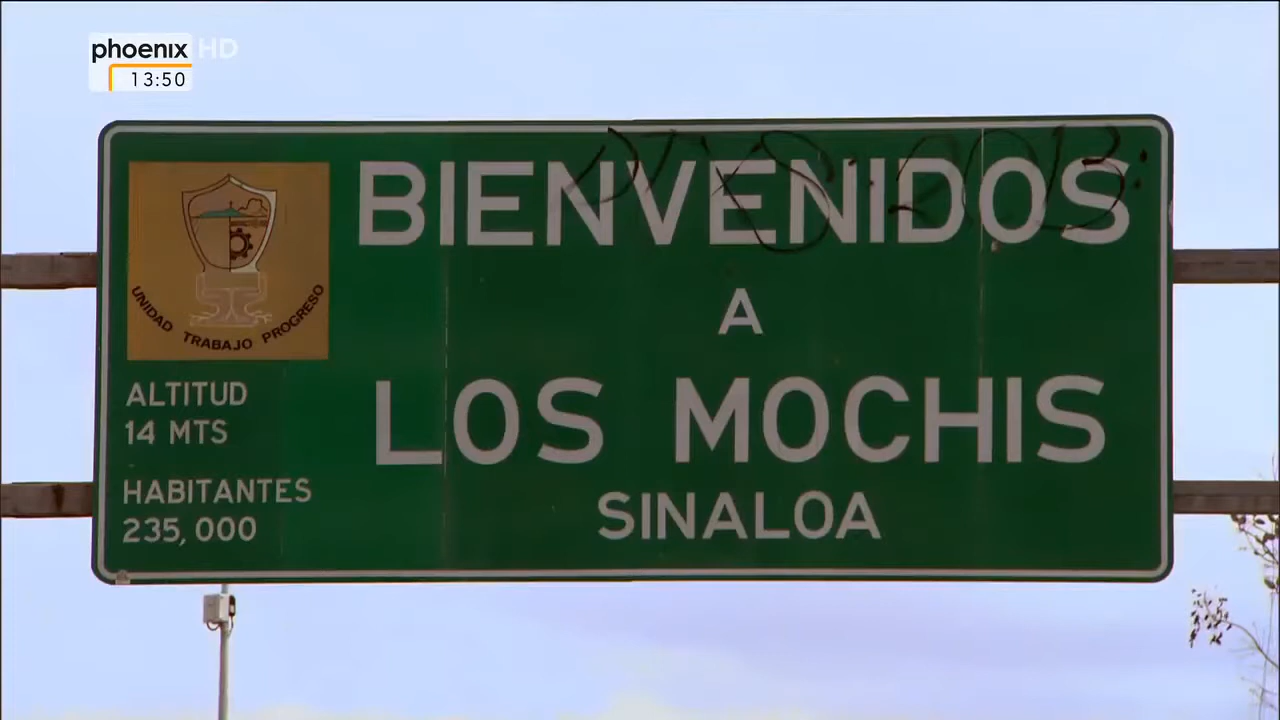 phoenix HD
13:50
BIENVENIDOS
A
LOS MOCHIS
SINALOA
UNIDAD TRABAJO PROGRESO
ALTITUD
14 MTS
HABITANTES
235,000